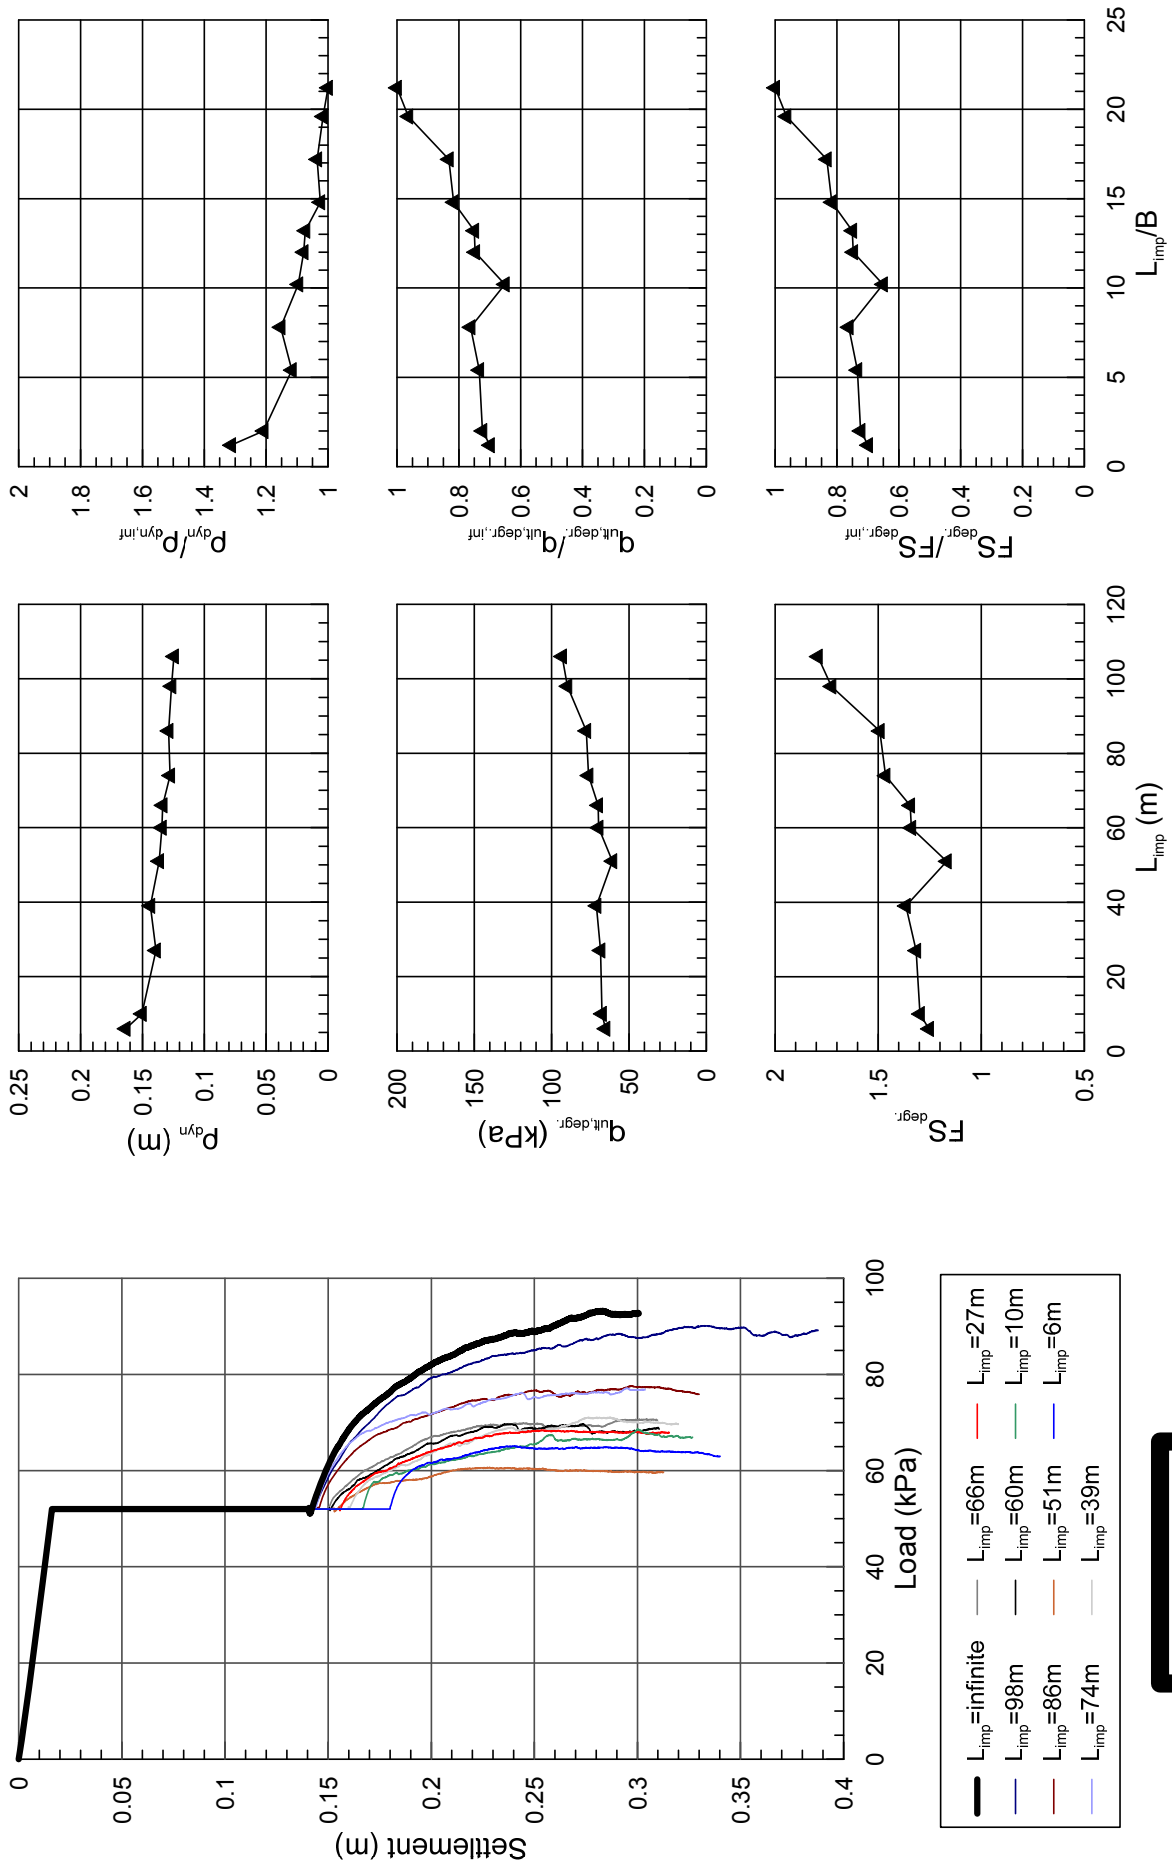 0
0.05
0.1
0.15
0.2
0.25
0.3
0.35
0.4
Settlement (m)
0 20 40 60 80 100
Load (kPa)
L_imp=infinite L_imp=66m L_imp=27m
L_imp=98m L_imp=60m L_imp=10m
L_imp=86m L_imp=51m L_imp=6m
L_imp=74m L_imp=39m
0.25
0.2
0.15
0.1
0.05
0
ρ_dyn (m)
200
150
100
50
0
q_ult,degr. (kPa)
2
1.5
1
0.5
FS_degr.
0 20 40 60 80 100 120
L_imp (m)
2
1.8
1.6
1.4
1.2
1
ρ_dyn/ρ_dyn,inf
1
0.8
0.6
0.4
0.2
0
q_ult,degr./q_ult,degr.,inf
1
0.8
0.6
0.4
0.2
0
FS_degr./FS_degr.,inf
0 5 10 15 20 25
L_imp/B